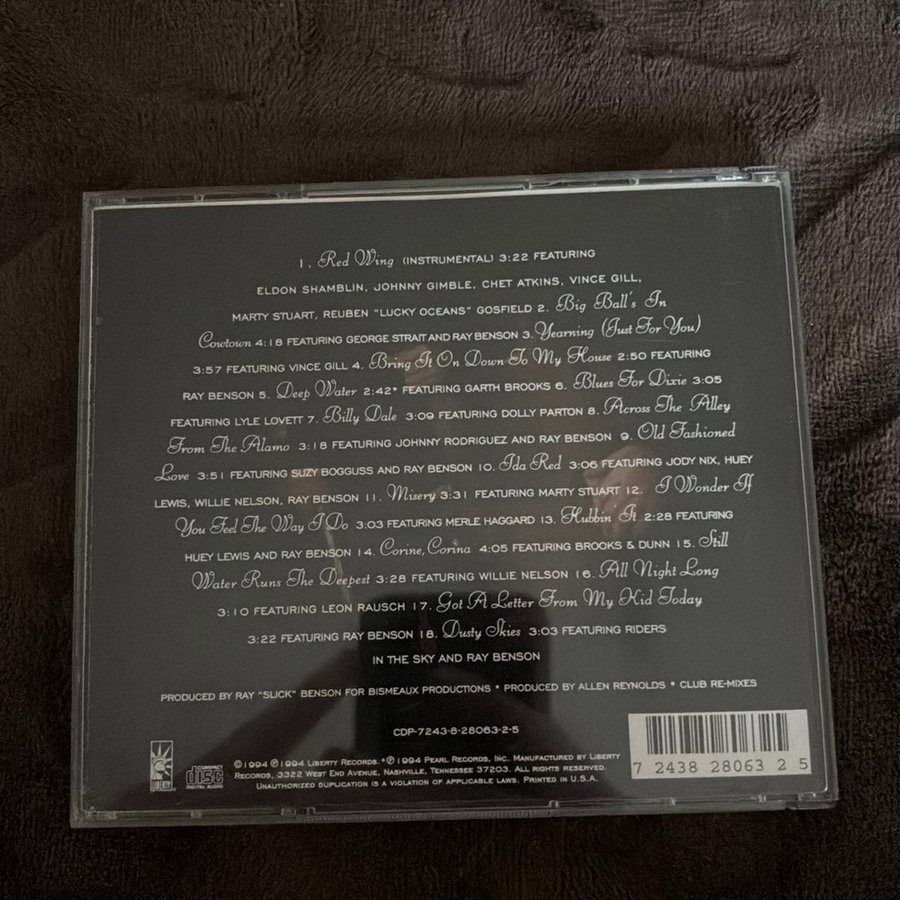 1. Red Wing (INSTRUMENTAL) 3:22 FEATURING
ELDON SHAMBLIN, JOHNNY GIMBLE, CHET ATKINS, VINCE GILL,
MARTY STUART, REUBEN "LUCKY OCEANS" GOSFIELD 2. Big Ball's In
Cowtown 4:18 FEATURING GEORGE STRAIT AND RAY BENSON 3. Yearning (Just For You)
3:57 FEATURING VINCE GILL 4. Bring It On Down To My House 2:50 FEATURING
RAY BENSON 5. Deep Water 2:42* FEATURING GARTH BROOKS 6. Blues For Dixie 3:05
FEATURING LYLE LOVETT 7. Billy Dale 3:09 FEATURING DOLLY PARTON 8. Across The Alley
From The Alamo 3:18 FEATURING JOHNNY RODRIGUEZ AND RAY BENSON 9. Old Fashioned
Love 3:51 FEATURING SUZY BOGGUSS AND RAY BENSON 10. Ida Red 3:06 FEATURING JODY NIX, HUEY
LEWIS, WILLIE NELSON, RAY BENSON 11. Misery 3:31 FEATURING MARTY STUART 12. I Wonder If
You Feel The Way I Do 3:03 FEATURING MERLE HAGGARD 13. Hubbin' It 2:28 FEATURING
HUEY LEWIS AND RAY BENSON 14. Corine, Corina 4:05 FEATURING BROOKS & DUNN 15. Still
Water Runs The Deepest 3:28 FEATURING WILLIE NELSON 16. All Night Long
3:10 FEATURING LEON RAUSCH 17. Got A Letter From My Kid Today
3:22 FEATURING RAY BENSON 18. Dusty Skies 3:03 FEATURING RIDERS
IN THE SKY AND RAY BENSON
PRODUCED BY RAY "SLICK" BENSON FOR BISMEAUX PRODUCTIONS * PRODUCED BY ALLEN REYNOLDS * CLUB RE-MIXES
CDP-7243-8-28063-2-5
LIBERTY
COMPACT
disc
DIGITAL AUDIO
©1994 ℗1994 LIBERTY RECORDS. *℗1994 PEARL RECORDS, INC. MANUFACTURED BY LIBERTY
RECORDS, 3322 WEST END AVENUE, NASHVILLE, TENNESSEE 37203. ALL RIGHTS RESERVED.
UNAUTHORIZED DUPLICATION IS A VIOLATION OF APPLICABLE LAWS. PRINTED IN U.S.A.
7 24382 8063 2 5